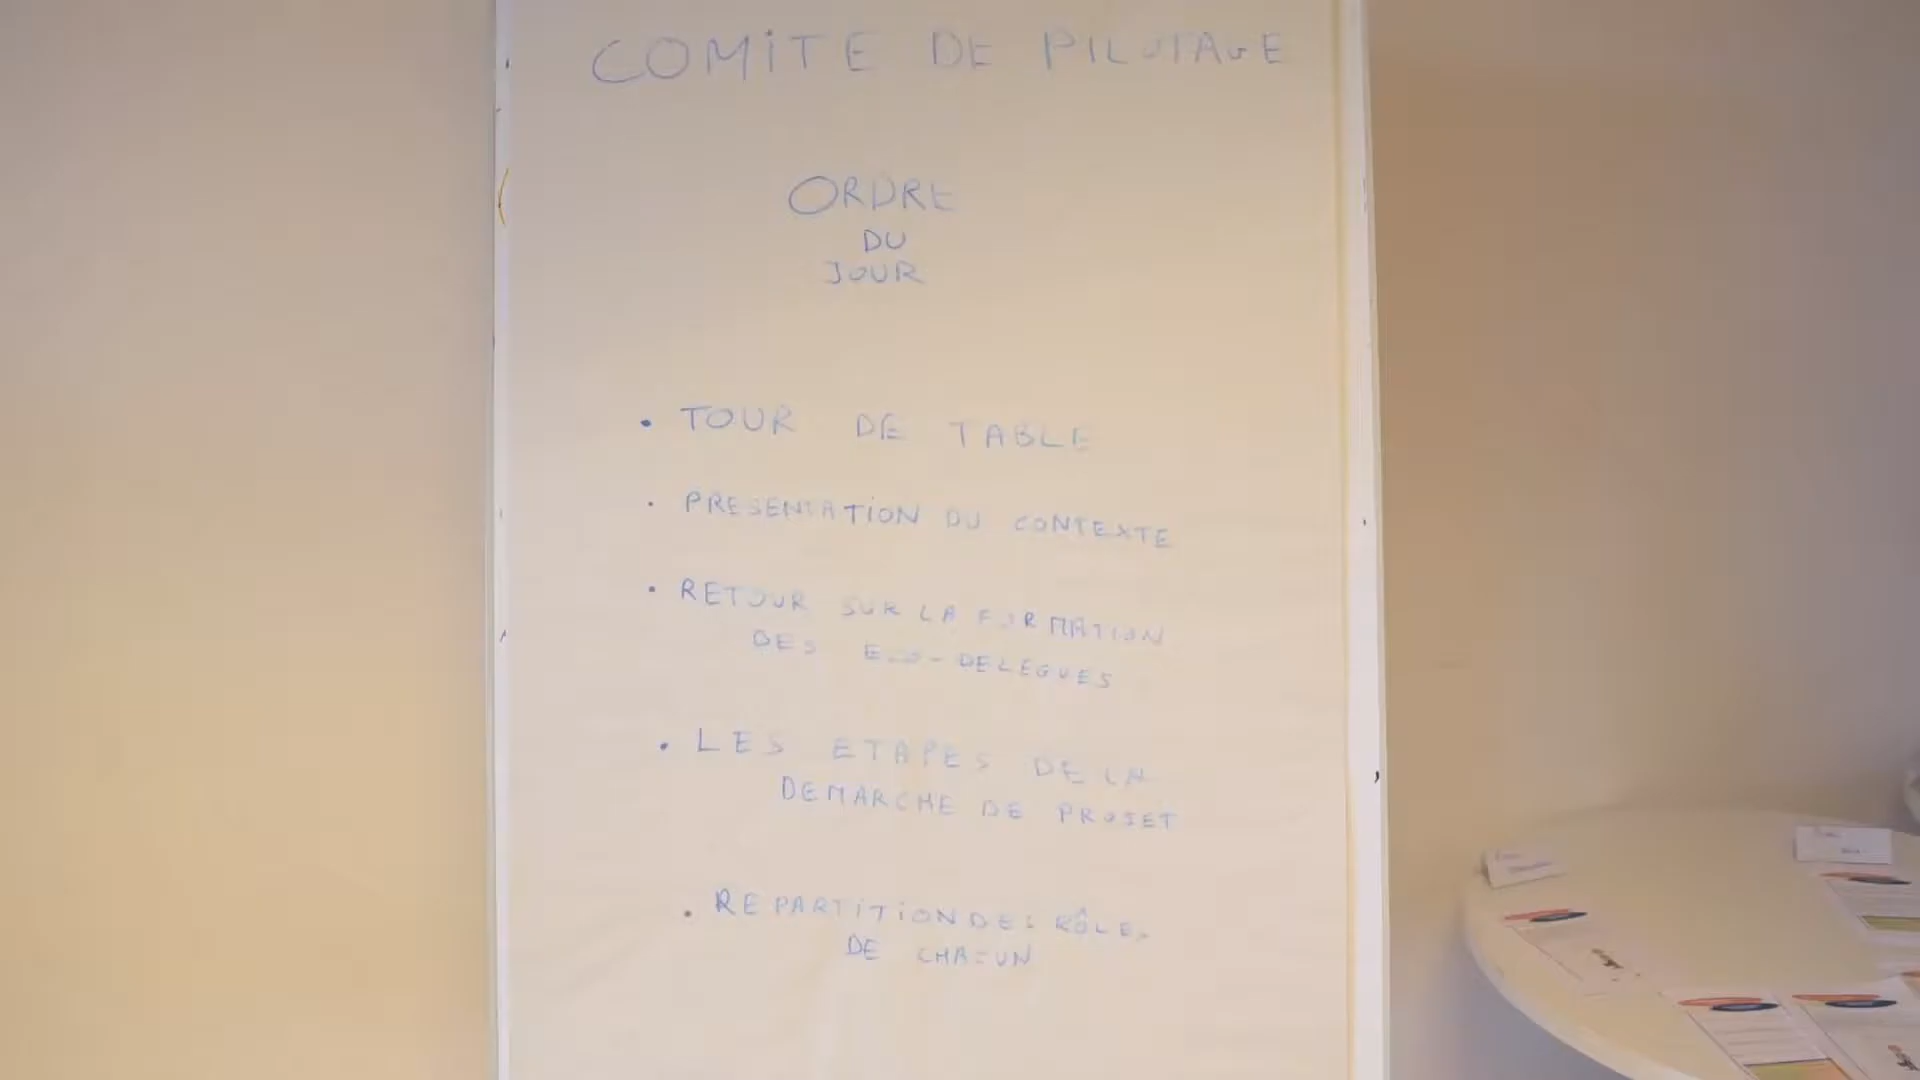 COMITE DE PILOTAGE
ORDRE
DU
JOUR
• TOUR DE TABLE
• PRESENTATION DU CONTEXTE
• RETOUR SUR LA FORMATION
DES ECO-DELEGUES
• LES ETAPES DE LA
DEMARCHE DE PROJET
• REPARTITION DES RÔLES
DE CHACUN